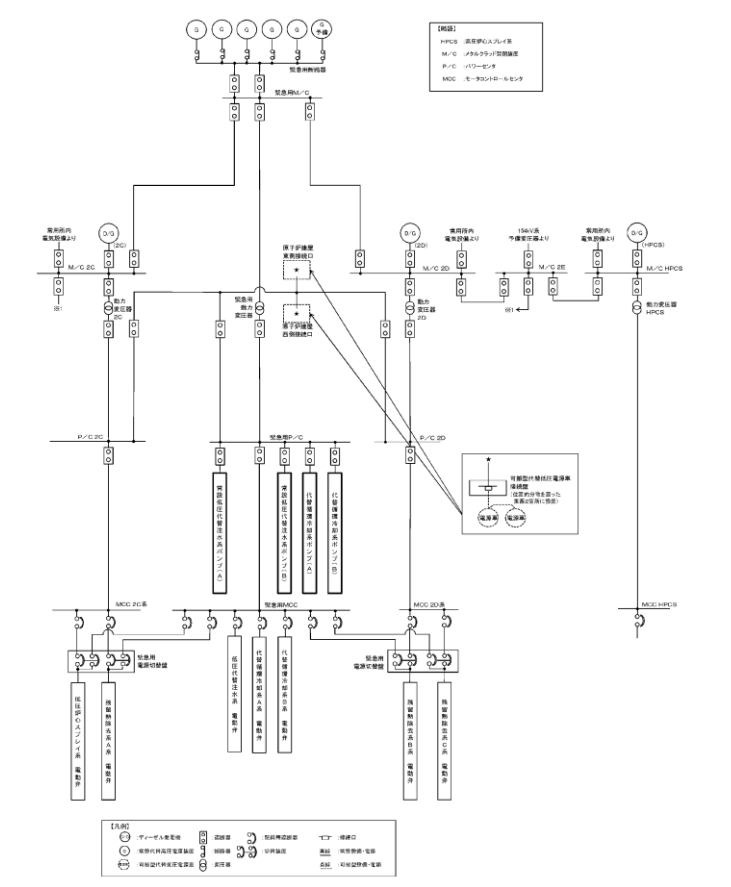 G
G
G
G
G
G
予備
緊急用断路器
【略語】
HPCS :高圧炉心スプレイ系
M/C :メタルクラッド開閉装置
P/C :パワーセンタ
MCC :モータコントロールセンタ
緊急用M/C
常用所内
電気設備より
D/G
(2C)
M/C 2C
※1
動力
変圧器
2C
原子炉建屋
東側接続口
緊急用
動力
変圧器
原子炉建屋
西側接続口
D/G
(2D)
M/C 2D
動力
変圧器
2D
常用所内
電気設備より
154kV系
予備変圧器より
M/C 2E
※1
常用所内
電気設備より
D/G
(HPCS)
M/C HPCS
動力変圧器
HPCS
P/C 2C
緊急用P/C
P/C 2D
可搬型代替低圧電源車
接続盤
電源車
電源車
常設低圧代替注水系ポンプ(A)
常設低圧代替注水系ポンプ(B)
代替循環冷却系ポンプ(A)
代替循環冷却系ポンプ(B)
MCC 2C系
緊急用MCC
MCC 2D系
MCC HPCS
緊急用
電源切替盤
緊急用
電源切替盤
低圧炉心スプレイ系 電動弁
残留熱除去系A系 電動弁
低圧代替注水系 電動弁
代替循環冷却系A系 電動弁
代替循環冷却系B系 電動弁
残留熱除去系B系 電動弁
残留熱除去系C系 電動弁
【凡例】
D/G :ディーゼル発電機
:遮断器
:配線用遮断器
:接続口
G :常設代替高圧電源装置
:断路器
:切替装置
:可搬型代替低圧電源車
:変圧器